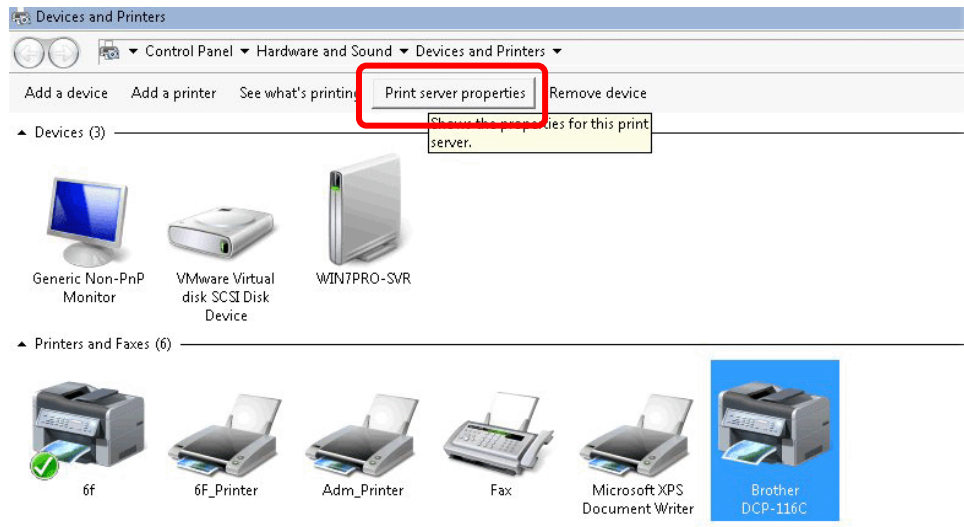 Devices and Printers
Control Panel ▾ Hardware and Sound ▾ Devices and Printers ▾
Add a device Add a printer See what's printing Print server properties Remove device
Shows the properties for this print
server.
Devices (3)
Generic Non-PnP
Monitor
VMware Virtual
disk SCSI Disk
Device
WIN7PRO-SVR
Printers and Faxes (6)
6f
6F_Printer
Adm_Printer
Fax
Microsoft XPS
Document Writer
Brother
DCP-116C